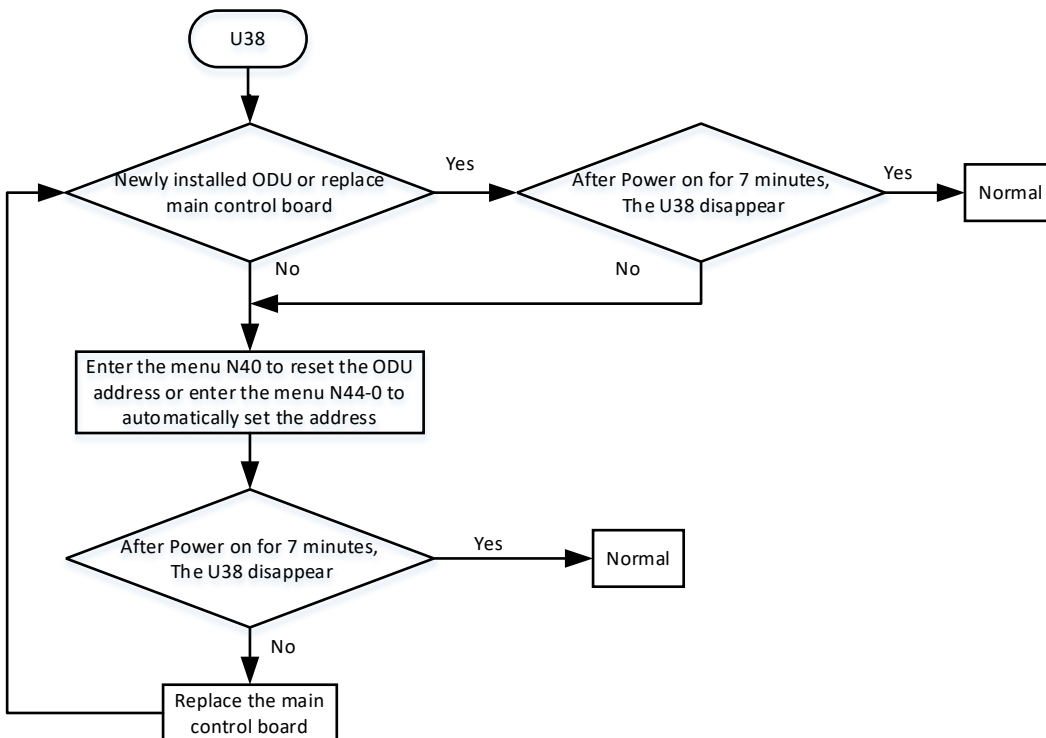 U38
Newly installed ODU or replace
main control board
Yes
After Power on for 7 minutes,
The U38 disappear
Yes
Normal
No
No
Enter the menu N40 to reset the ODU
address or enter the menu N44-0 to
automatically set the address
After Power on for 7 minutes,
The U38 disappear
Yes
Normal
No
Replace the main
control board